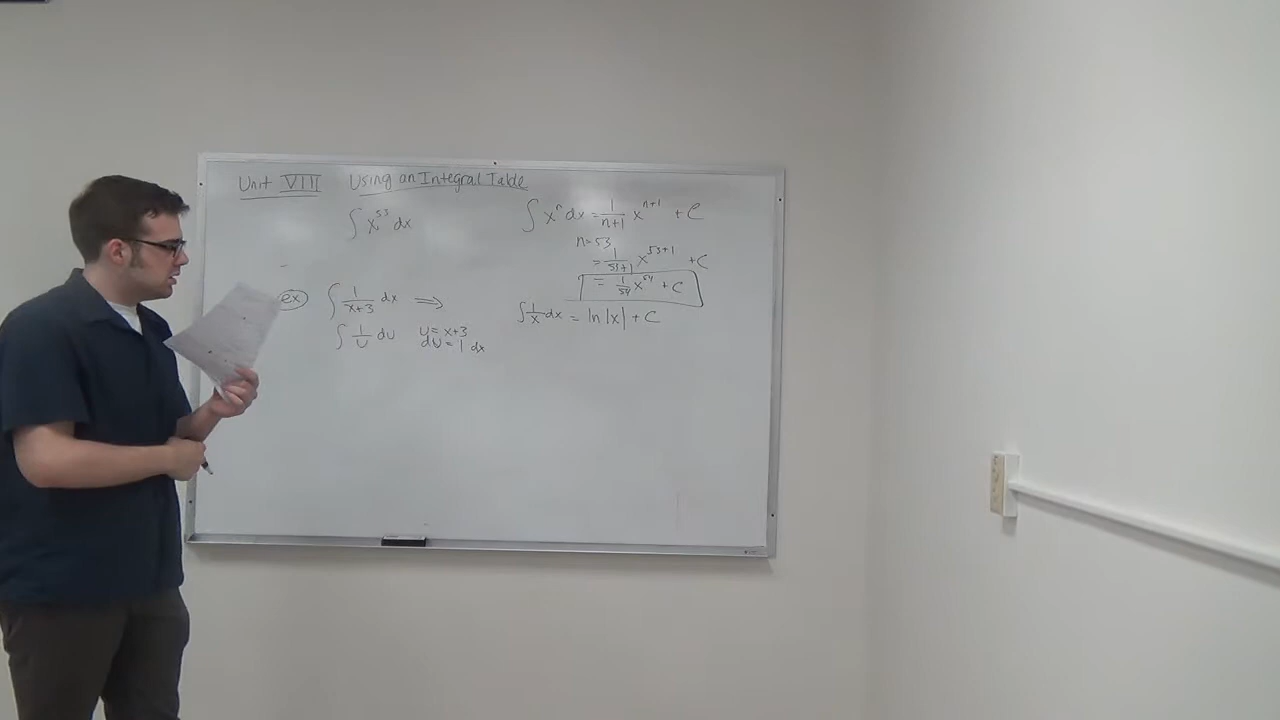 Unit VIII Using an Integral Table
∫ x^53 dx
∫ x^n dx = 1/(n+1) x^(n+1) + C
n = 53
= 1/(53+1) x^(53+1) + C
= 1/54 x^54 + C
ex ∫ 1/(x+3) dx ⟹
∫ 1/x dx = ln|x| + C
∫ 1/u du u = x+3
du = 1 dx